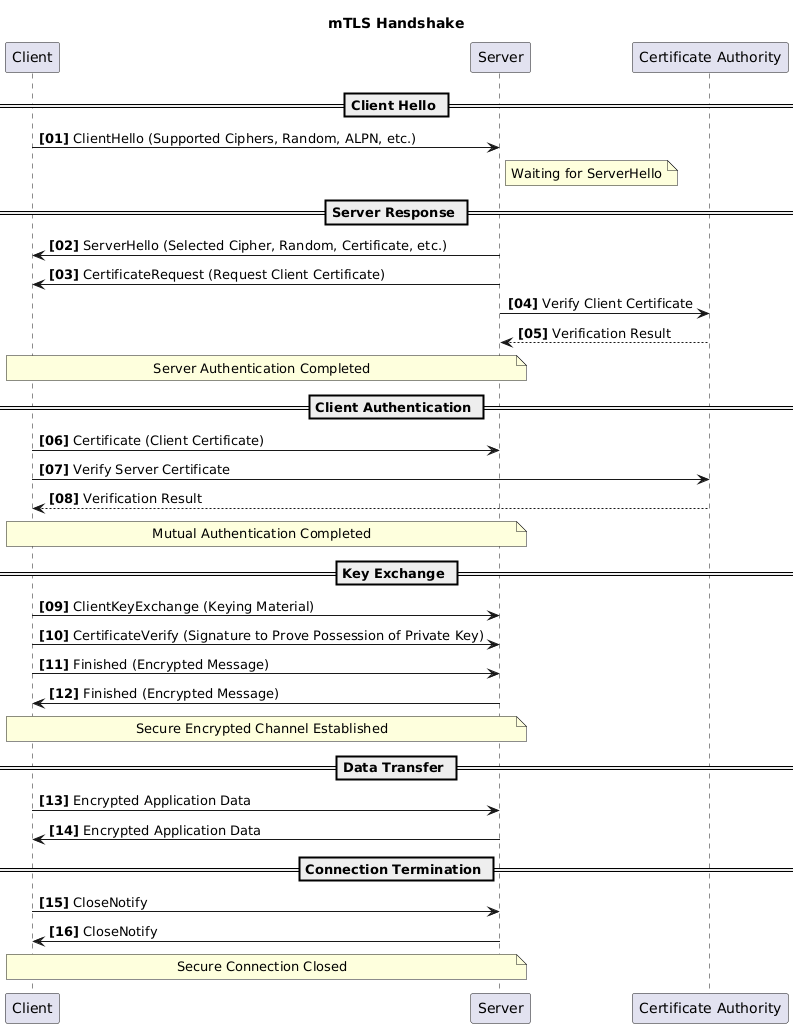 mTLS Handshake
Client
Server
Certificate Authority
Client Hello
[01] ClientHello (Supported Ciphers, Random, ALPN, etc.)
Waiting for ServerHello
Server Response
[02] ServerHello (Selected Cipher, Random, Certificate, etc.)
[03] CertificateRequest (Request Client Certificate)
[04] Verify Client Certificate
[05] Verification Result
Server Authentication Completed
Client Authentication
[06] Certificate (Client Certificate)
[07] Verify Server Certificate
[08] Verification Result
Mutual Authentication Completed
Key Exchange
[09] ClientKeyExchange (Keying Material)
[10] CertificateVerify (Signature to Prove Possession of Private Key)
[11] Finished (Encrypted Message)
[12] Finished (Encrypted Message)
Secure Encrypted Channel Established
Data Transfer
[13] Encrypted Application Data
[14] Encrypted Application Data
Connection Termination
[15] CloseNotify
[16] CloseNotify
Secure Connection Closed
Client
Server
Certificate Authority